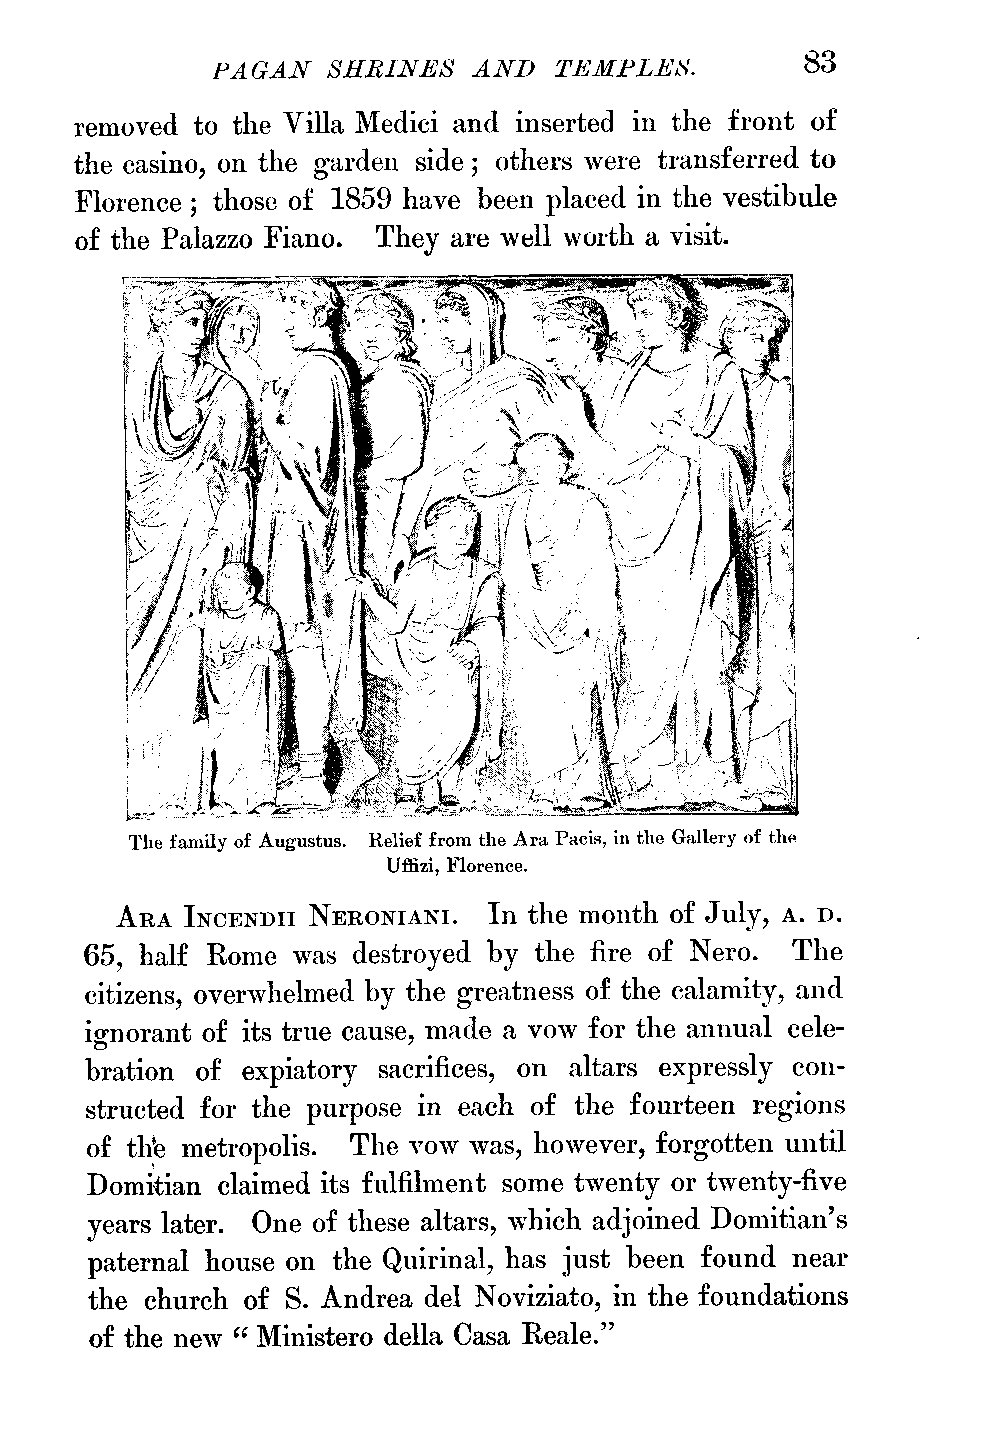 PAGAN SHRINES AND TEMPLES. 83
removed to the Villa Medici and inserted in the front of
the casino, on the garden side; others were transferred to
Florence; those of 1859 have been placed in the vestibule
of the Palazzo Fiano. They are well worth a visit.
The family of Augustus. Relief from the Ara Pacis, in the Gallery of the
Uffizi, Florence.
ARA INCENDII NERONIANI. In the month of July, A. D.
65, half Rome was destroyed by the fire of Nero. The
citizens, overwhelmed by the greatness of the calamity, and
ignorant of its true cause, made a vow for the annual cele-
bration of expiatory sacrifices, on altars expressly con-
structed for the purpose in each of the fourteen regions
of the metropolis. The vow was, however, forgotten until
Domitian claimed its fulfilment some twenty or twenty-five
years later. One of these altars, which adjoined Domitian's
paternal house on the Quirinal, has just been found near
the church of S. Andrea del Noviziato, in the foundations
of the new “ Ministero della Casa Reale.”